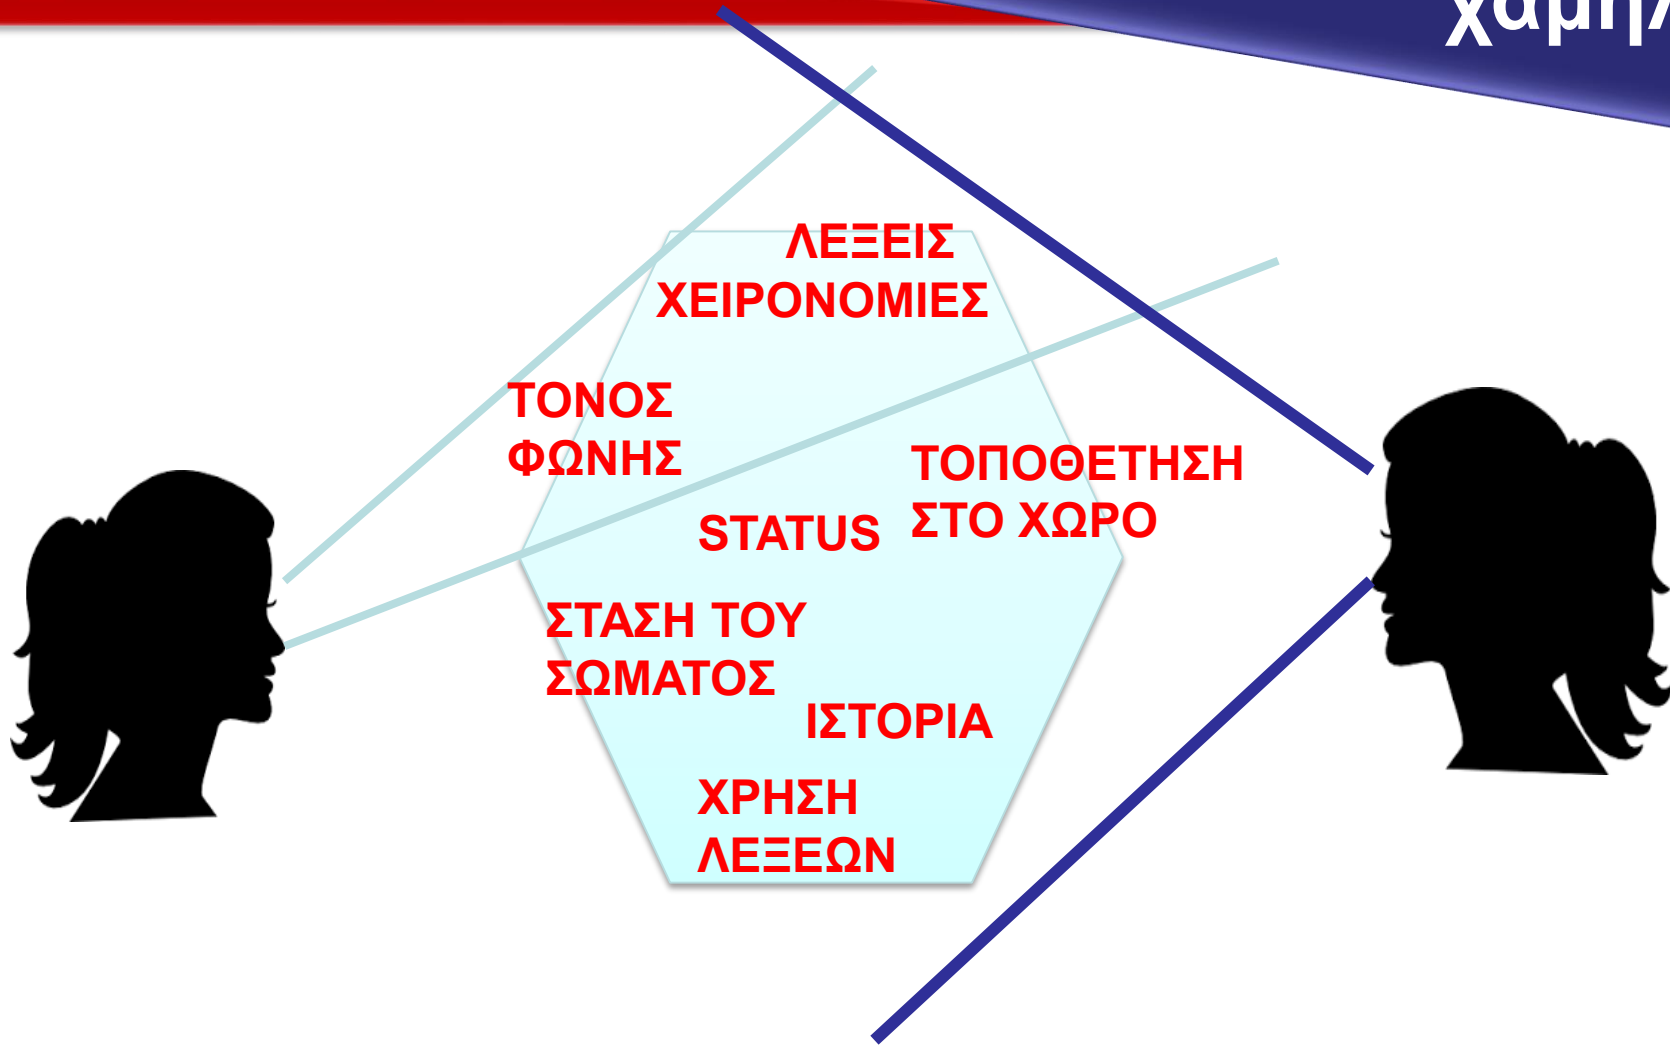 ΛΕΞΕΙΣ
ΧΕΙΡΟΝΟΜΙΕΣ
ΤΟΝΟΣ
ΦΩΝΗΣ
ΤΟΠΟΘΕΤΗΣΗ
ΣΤΟ ΧΩΡΟ
STATUS
ΣΤΑΣΗ ΤΟΥ
ΣΩΜΑΤΟΣ
ΙΣΤΟΡΙΑ
ΧΡΗΣΗ
ΛΕΞΕΩΝ